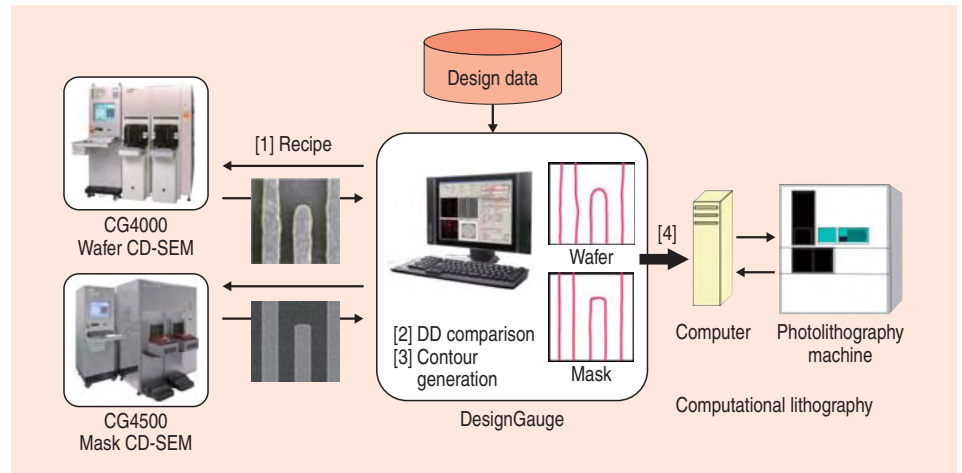 Design data
[1] Recipe
CG4000
Wafer CD-SEM
CG4500
Mask CD-SEM
Wafer
[2] DD comparison
[3] Contour
generation
Mask
DesignGauge
[4]
Computer
Photolithography
machine
Computational lithography